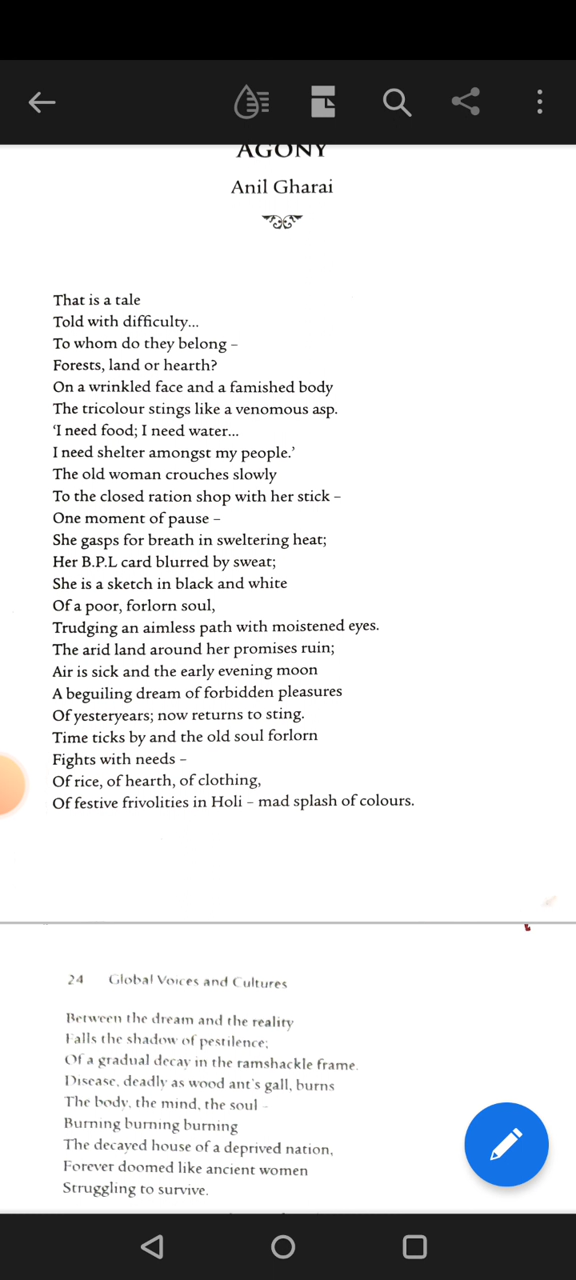 AGONY
Anil Gharai
That is a tale
Told with difficulty...
To whom do they belong –
Forests, land or hearth?
On a wrinkled face and a famished body
The tricolour stings like a venomous asp.
‘I need food; I need water...
I need shelter amongst my people.’
The old woman crouches slowly
To the closed ration shop with her stick –
One moment of pause –
She gasps for breath in sweltering heat;
Her B.P.L card blurred by sweat;
She is a sketch in black and white
Of a poor, forlorn soul,
Trudging an aimless path with moistened eyes.
The arid land around her promises ruin;
Air is sick and the early evening moon
A beguiling dream of forbidden pleasures
Of yesteryears; now returns to sting.
Time ticks by and the old soul forlorn
Fights with needs –
Of rice, of hearth, of clothing,
Of festive frivolities in Holi – mad splash of colours.
24 Global Voices and Cultures
Between the dream and the reality
Falls the shadow of pestilence;
Of a gradual decay in the ramshackle frame.
Disease, deadly as wood ant's gall, burns
The body, the mind, the soul –
Burning burning burning
The decayed house of a deprived nation,
Forever doomed like ancient women
Struggling to survive.